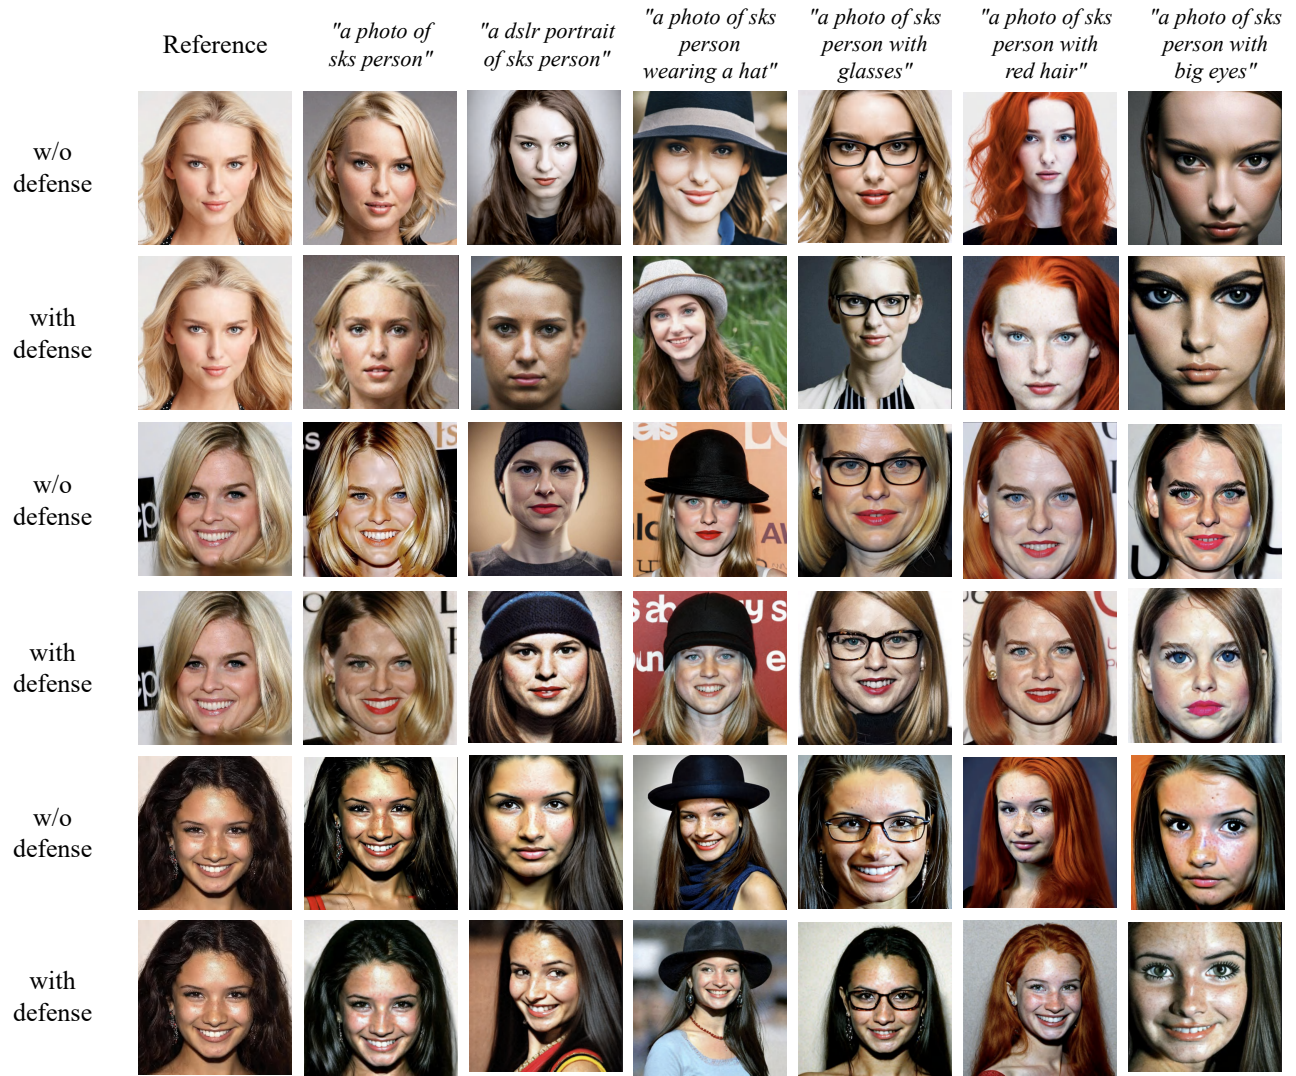 Reference
"a photo of
sks person"
"a dslr portrait
of sks person"
"a photo of sks
person
wearing a hat"
"a photo of sks
person with
glasses"
"a photo of sks
person with
red hair"
"a photo of sks
person with
big eyes"
w/o
defense
with
defense
w/o
defense
with
defense
w/o
defense
with
defense